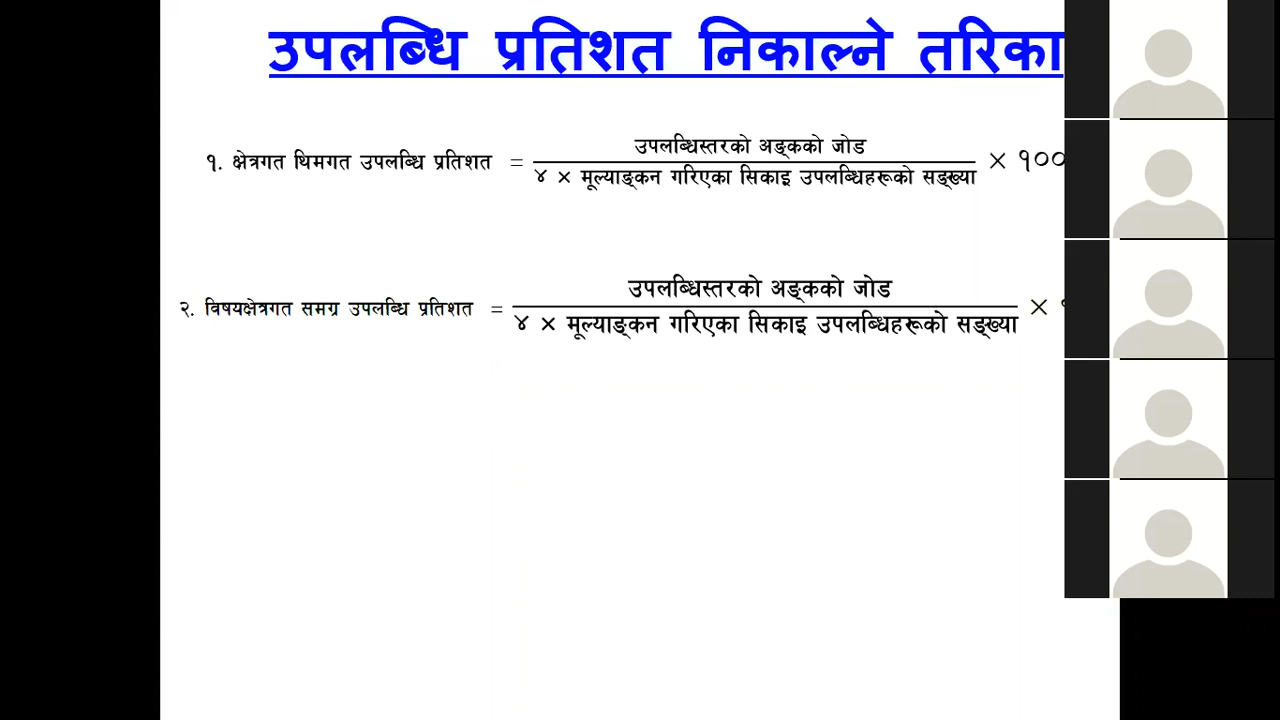 उपलब्धि प्रतिशत निकाल्ने तरिका
१. क्षेत्रगत थिमगत उपलब्धि प्रतिशत = उपलब्धिस्तरको अङ्कको जोड
४ × मूल्याङ्कन गरिएका सिकाइ उपलब्धिहरूको सङ्ख्या × १००
२. विषयक्षेत्रगत समग्र उपलब्धि प्रतिशत = उपलब्धिस्तरको अङ्कको जोड
४ × मूल्याङ्कन गरिएका सिकाइ उपलब्धिहरूको सङ्ख्या ×